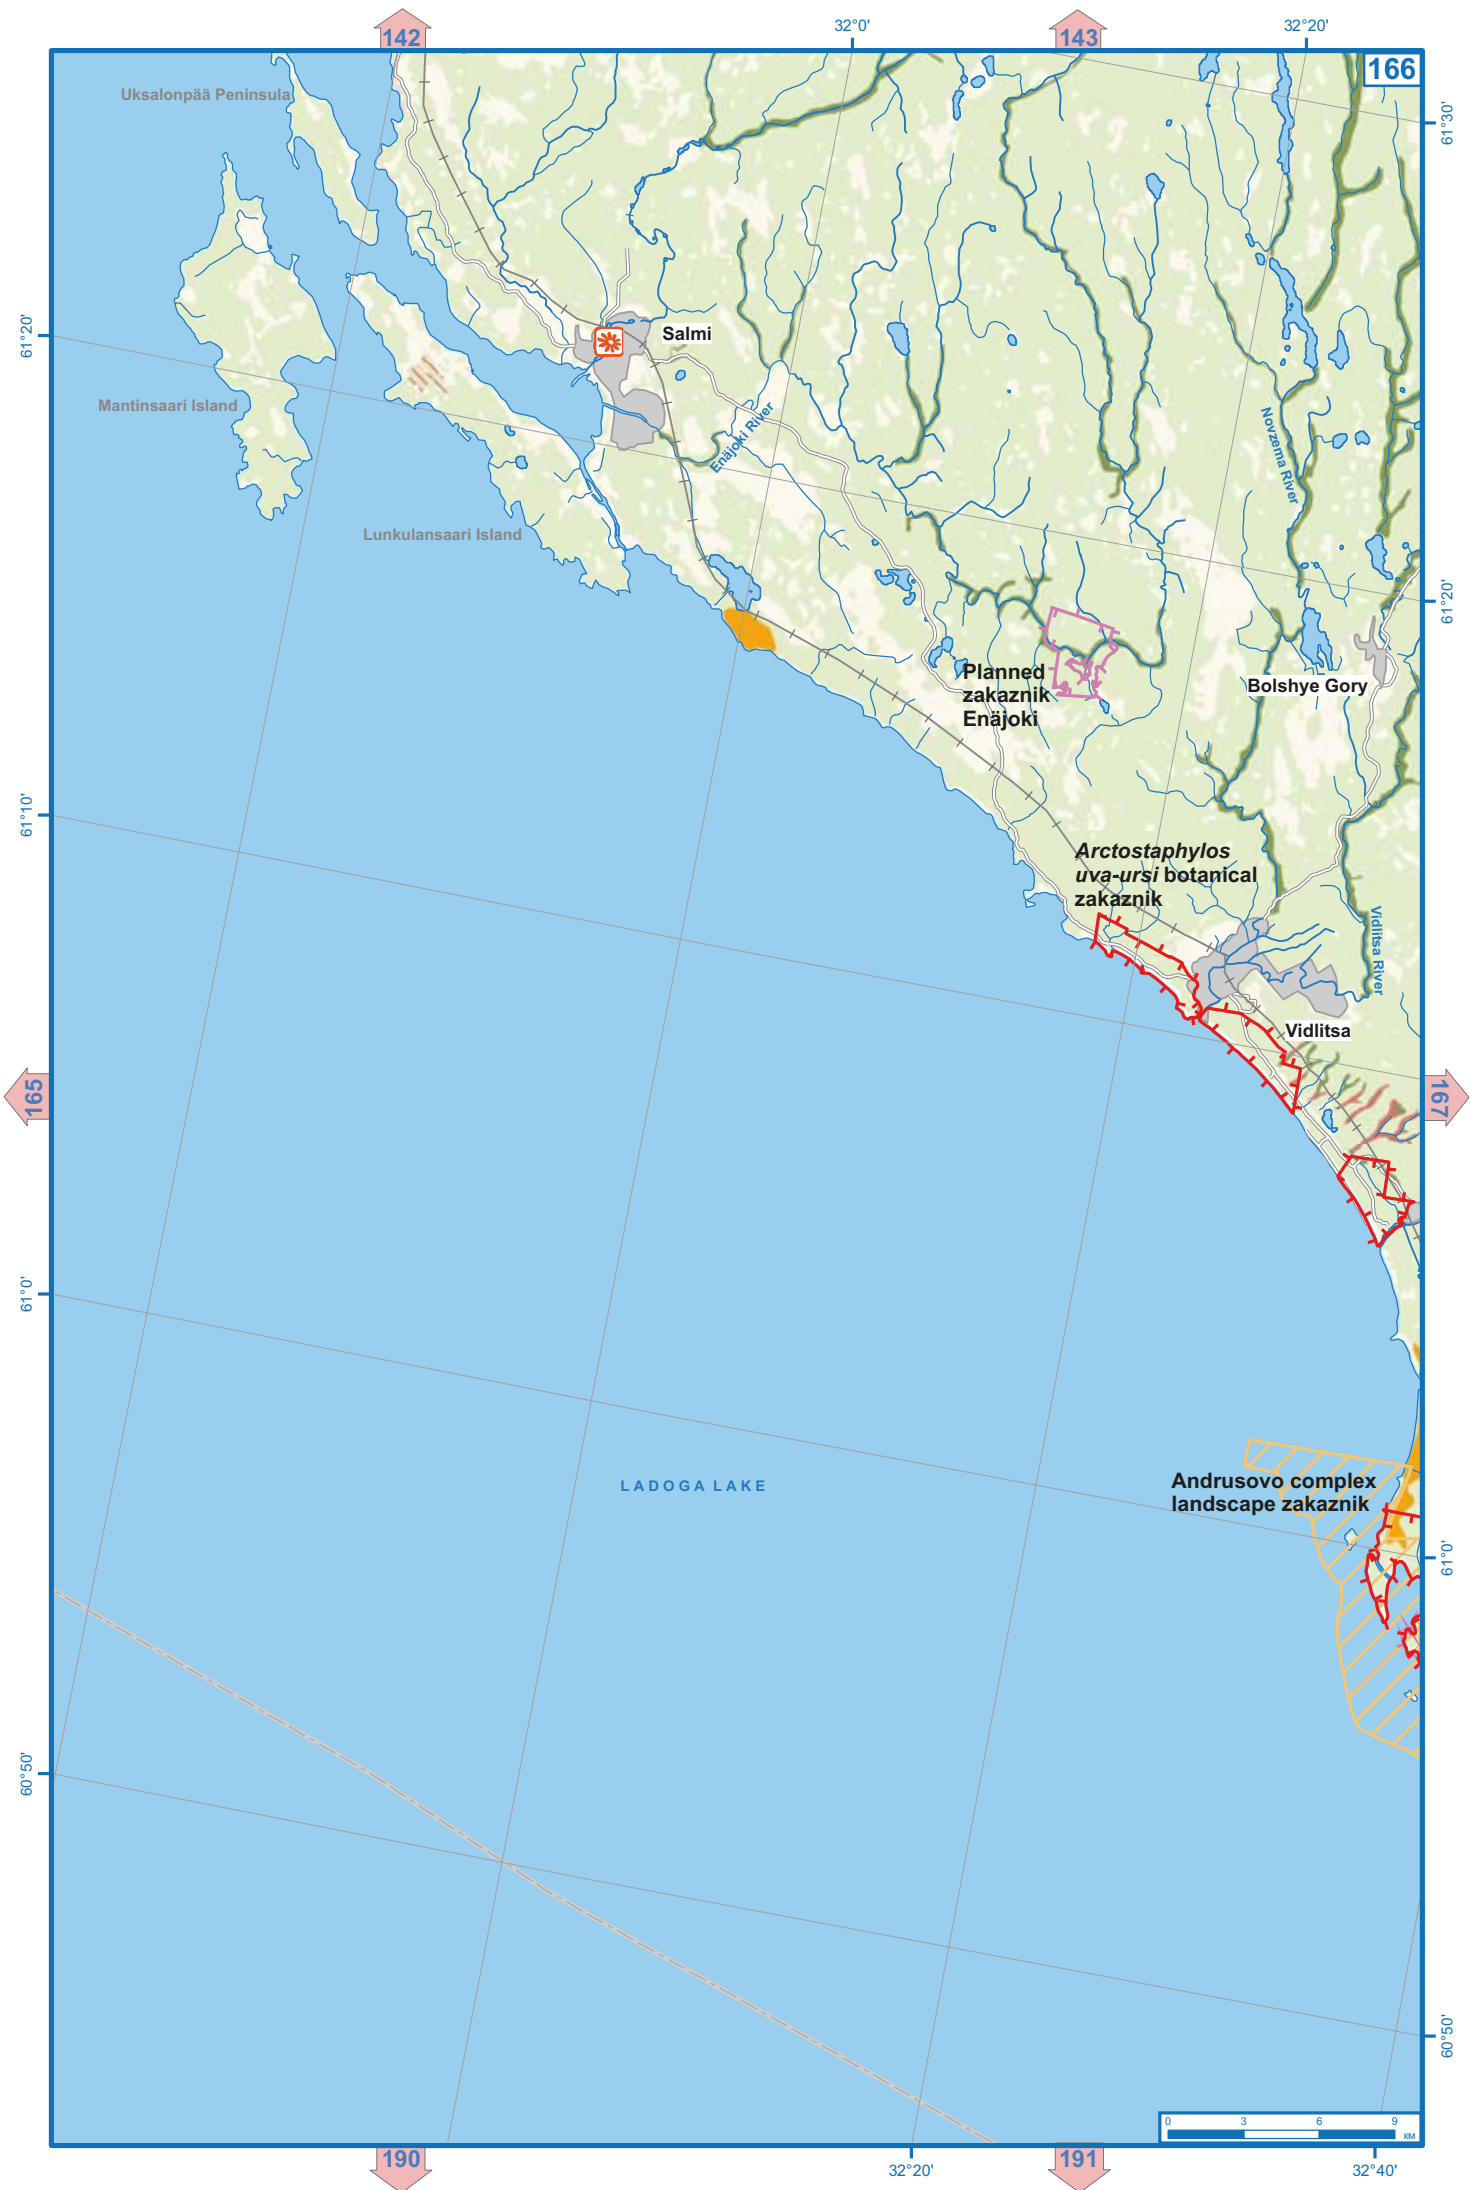 142
32°0'
143
32°20'
166
Uksalonpää Peninsula
61°30'
61°20'
Salmi
Mantinsaari Island
Enäjoki River
Novzema River
Lunkulansaari Island
61°20'
Planned
zakaznik
Enäjoki
Bolshye Gory
61°10'
Arctostaphylos
uva-ursi botanical
zakaznik
Vidlitsa River
Vidlitsa
165
167
61°0'
LADOGA LAKE
Andrusovo complex
landscape zakaznik
61°0'
60°50'
60°50'
0 3 6 9
км
190
32°20'
191
32°40'